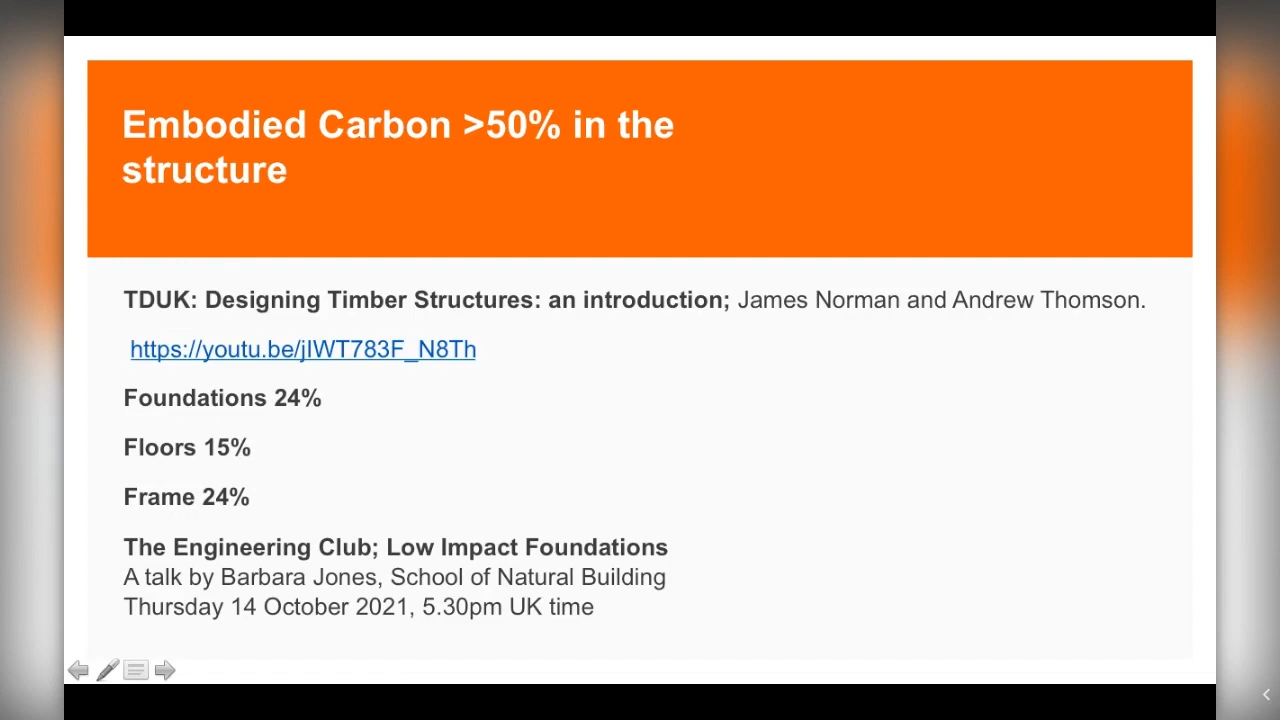 Embodied Carbon >50% in the
structure
TDUK: Designing Timber Structures: an introduction; James Norman and Andrew Thomson.
https://youtu.be/jIWT783F_N8Th
Foundations 24%
Floors 15%
Frame 24%
The Engineering Club; Low Impact Foundations
A talk by Barbara Jones, School of Natural Building
Thursday 14 October 2021, 5.30pm UK time